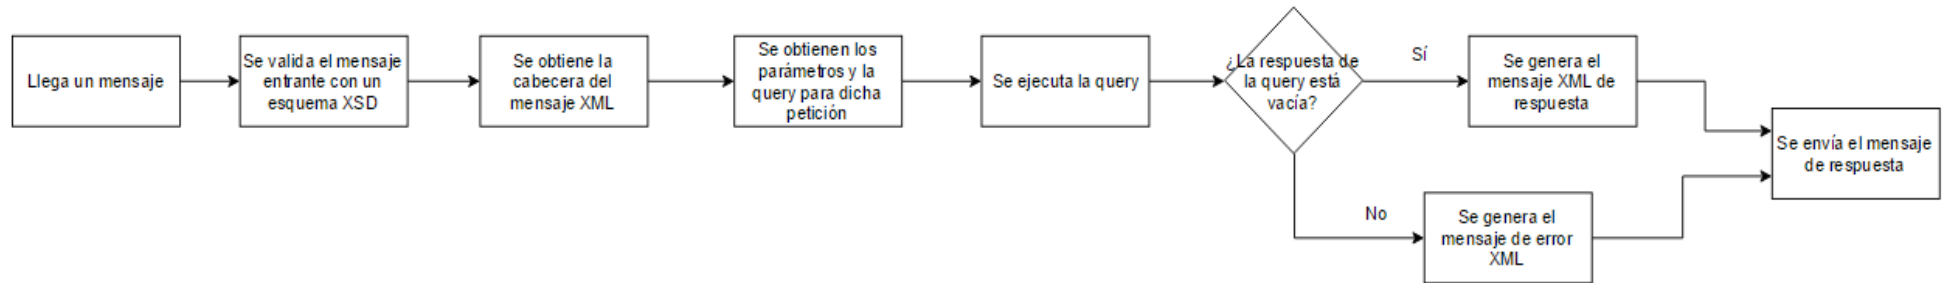 Llega un mensaje
Se valida el mensaje
entrante con un
esquema XSD
Se obtiene la
cabecera del
mensaje XML
Se obtienen los
parámetros y la
query para dicha
petición
Se ejecuta la query
¿La respuesta de
la query está
vacía?
Sí
Se genera el
mensaje XML de
respuesta
No
Se genera el
mensaje de error
XML
Se envía el mensaje
de respuesta